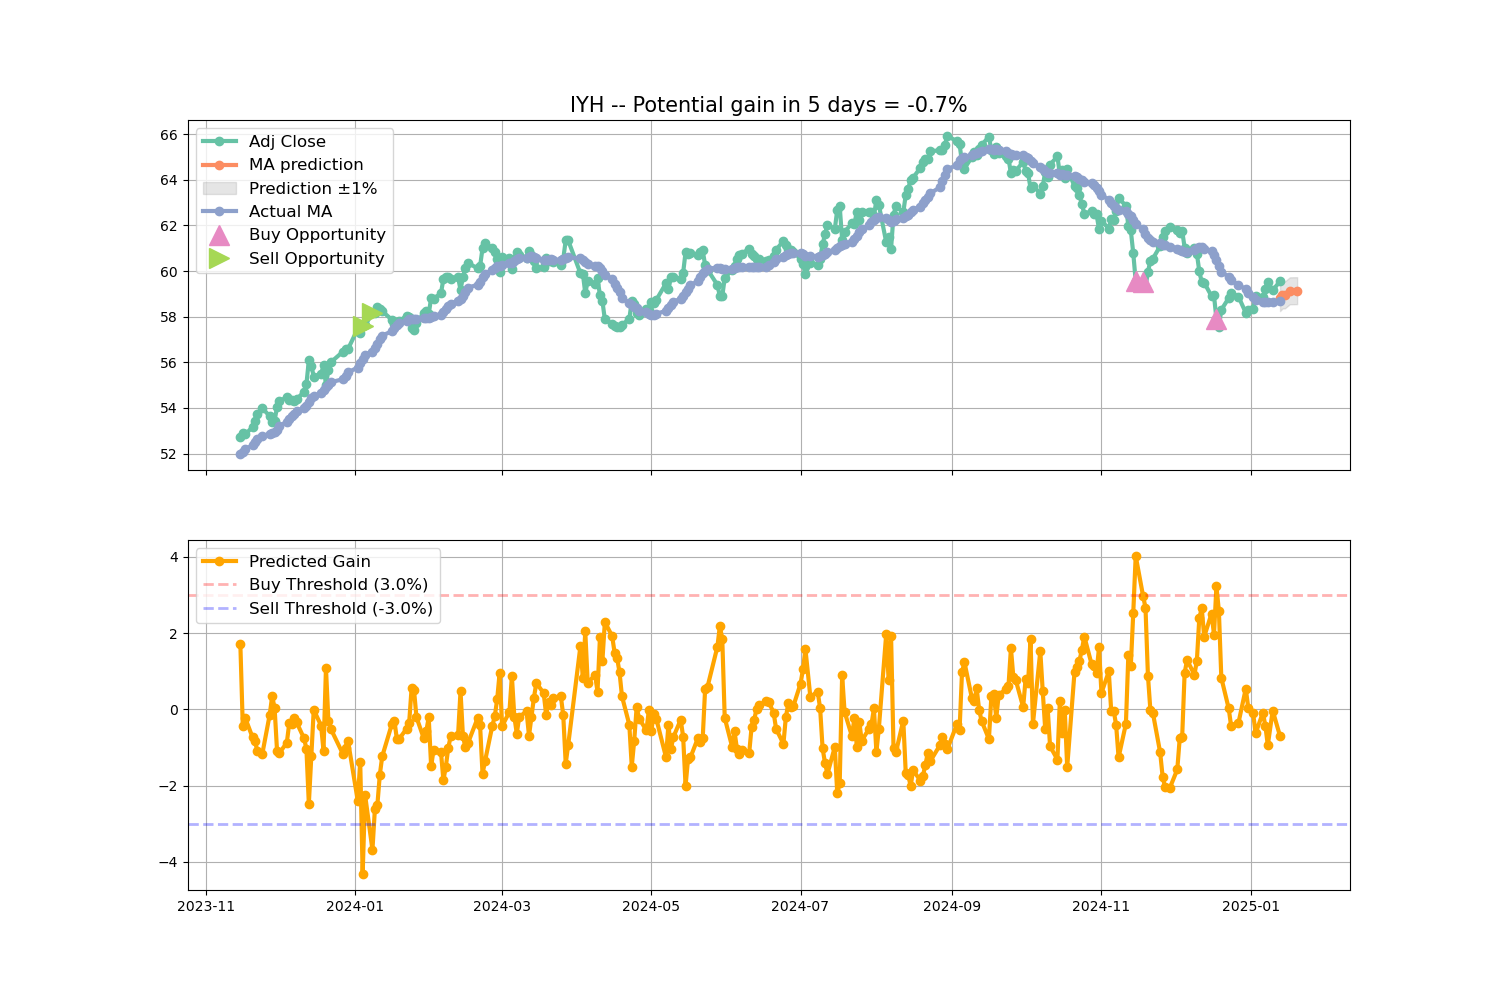 IYH -- Potential gain in 5 days = -0.7%
66
64
62
60
58
56
54
52
Adj Close
MA prediction
Prediction ±1%
Actual MA
Buy Opportunity
Sell Opportunity
4
2
0
−2
−4
Predicted Gain
Buy Threshold (3.0%)
Sell Threshold (-3.0%)
2023-11 2024-01 2024-03 2024-05 2024-07 2024-09 2024-11 2025-01